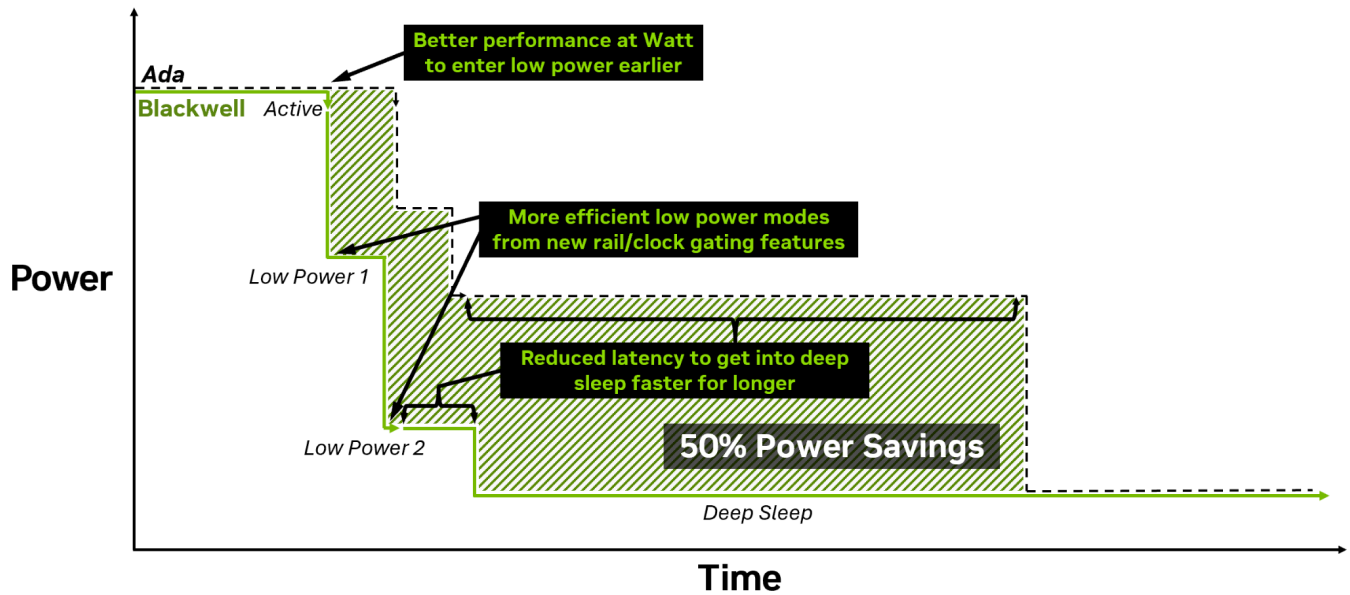 Better performance at Watt
to enter low power earlier
Ada
Blackwell
Active
More efficient low power modes
from new rail/clock gating features
Low Power 1
Power
Reduced latency to get into deep
sleep faster for longer
Low Power 2
50% Power Savings
Deep Sleep
Time